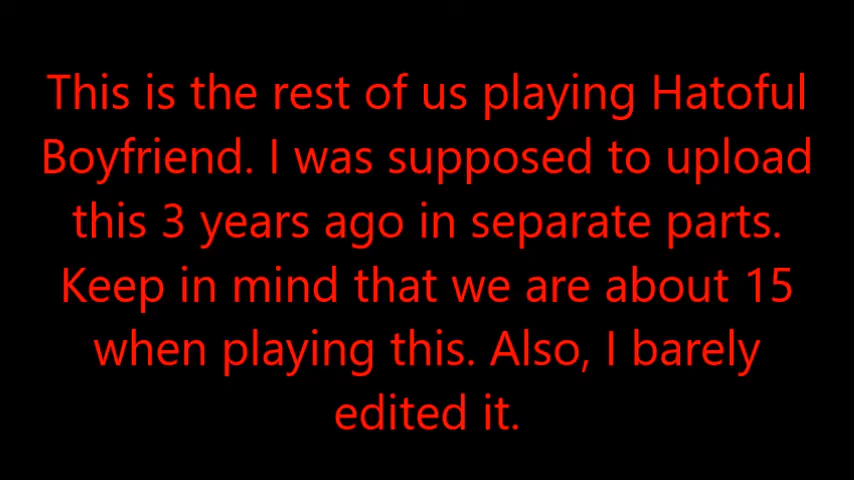 This is the rest of us playing Hatoful
Boyfriend. I was supposed to upload
this 3 years ago in separate parts.
Keep in mind that we are about 15
when playing this. Also, I barely
edited it.